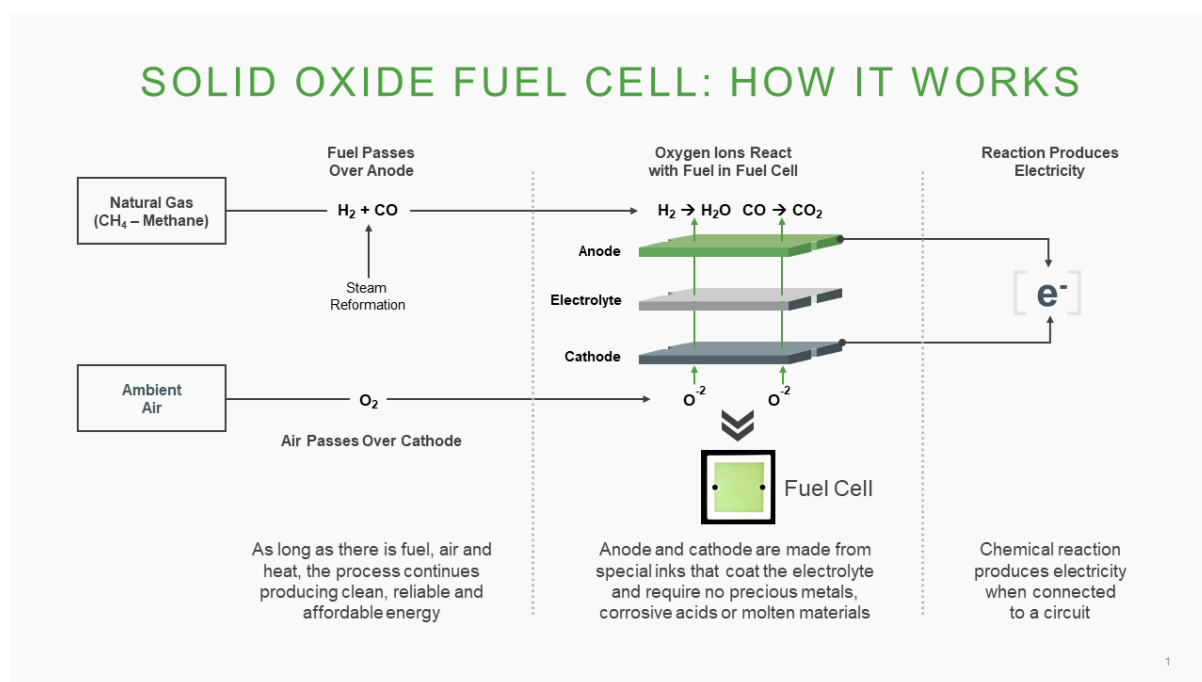 SOLID OXIDE FUEL CELL: HOW IT WORKS
Fuel Passes
Over Anode
Oxygen Ions React
with Fuel in Fuel Cell
Reaction Produces
Electricity
Natural Gas
(CH₄ – Methane)
H₂ + CO
H₂ → H₂O CO → CO₂
Anode
Steam
Reformation
Electrolyte
e⁻
Cathode
Ambient
Air
O₂
O⁻² O⁻²
Air Passes Over Cathode
Fuel Cell
As long as there is fuel, air and
heat, the process continues
producing clean, reliable and
affordable energy
Anode and cathode are made from
special inks that coat the electrolyte
and require no precious metals,
corrosive acids or molten materials
Chemical reaction
produces electricity
when connected
to a circuit
1